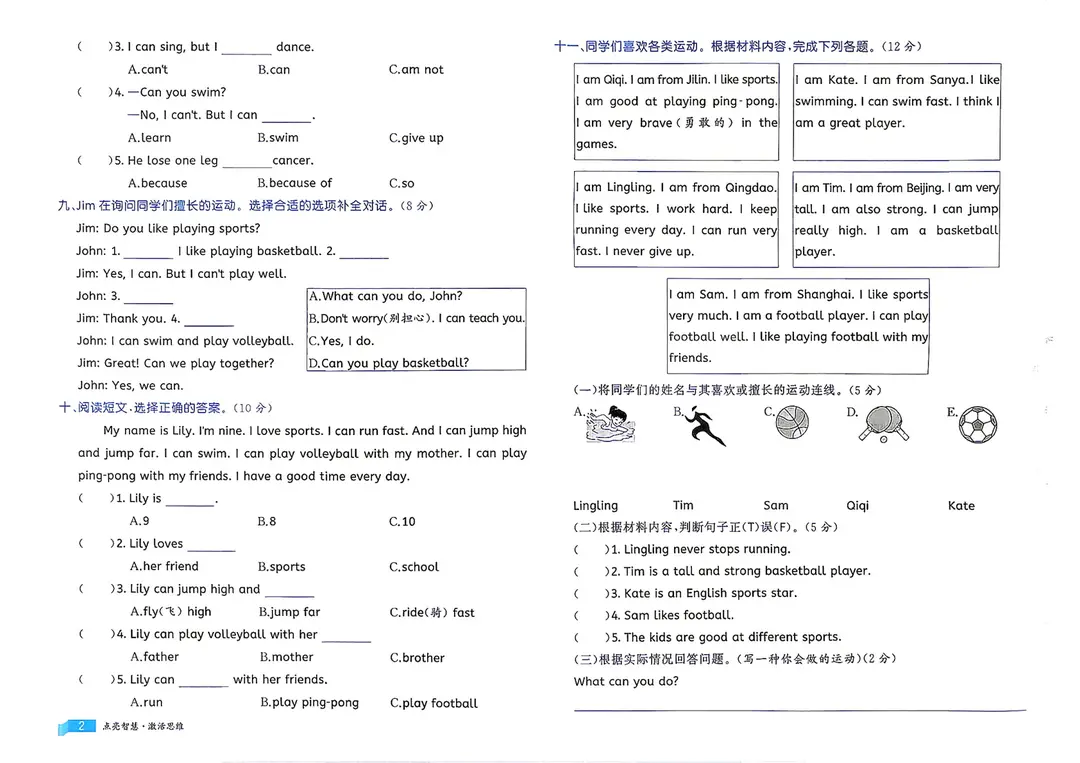 (    )3. I can sing, but I ______ dance.
A.can't    B.can    C.am not
(    )4. —Can you swim?
—No, I can't. But I can ______.
A.learn    B.swim    C.give up
(    )5. He lose one leg ______cancer.
A.because    B.because of    C.so
九、Jim 在询问同学们擅长的运动。选择合适的选项补全对话。(8 分)
Jim: Do you like playing sports?
John: 1. ______ I like playing basketball. 2. ______
Jim: Yes, I can. But I can't play well.
John: 3. ______
Jim: Thank you. 4. ______
John: I can swim and play volleyball.
Jim: Great! Can we play together?
John: Yes, we can.
A.What can you do, John?
B.Don't worry(别担心). I can teach you.
C.Yes, I do.
D.Can you play basketball?
十、阅读短文,选择正确的答案。(10 分)
My name is Lily. I'm nine. I love sports. I can run fast. And I can jump high
and jump far. I can swim. I can play volleyball with my mother. I can play
ping-pong with my friends. I have a good time every day.
(    )1. Lily is ______.
A.9    B.8    C.10
(    )2. Lily loves ______
A.her friend    B.sports    C.school
(    )3. Lily can jump high and ______
A.fly(飞) high    B.jump far    C.ride(骑) fast
(    )4. Lily can play volleyball with her ______
A.father    B.mother    C.brother
(    )5. Lily can ______ with her friends.
A.run    B.play ping-pong    C.play football
2 点亮智慧·激活思维
十一、同学们喜欢各类运动。根据材料内容,完成下列各题。(12 分)
I am Qiqi. I am from Jilin. I like sports.
I am good at playing ping-pong.
I am very brave(勇敢的) in the
games.
I am Kate. I am from Sanya.I like
swimming. I can swim fast. I think I
am a great player.
I am Lingling. I am from Qingdao.
I like sports. I work hard. I keep
running every day. I can run very
fast. I never give up.
I am Tim. I am from Beijing. I am very
tall. I am also strong. I can jump
really high. I am a basketball
player.
I am Sam. I am from Shanghai. I like sports
very much. I am a football player. I can play
football well. I like playing football with my
friends.
(一)将同学们的姓名与其喜欢或擅长的运动连线。(5 分)
A.    B.    C.    D.    E.
Lingling    Tim    Sam    Qiqi    Kate
(二)根据材料内容,判断句子正(T)误(F)。(5 分)
(    )1. Lingling never stops running.
(    )2. Tim is a tall and strong basketball player.
(    )3. Kate is an English sports star.
(    )4. Sam likes football.
(    )5. The kids are good at different sports.
(三)根据实际情况回答问题。(写一种你会做的运动)(2 分)
What can you do?